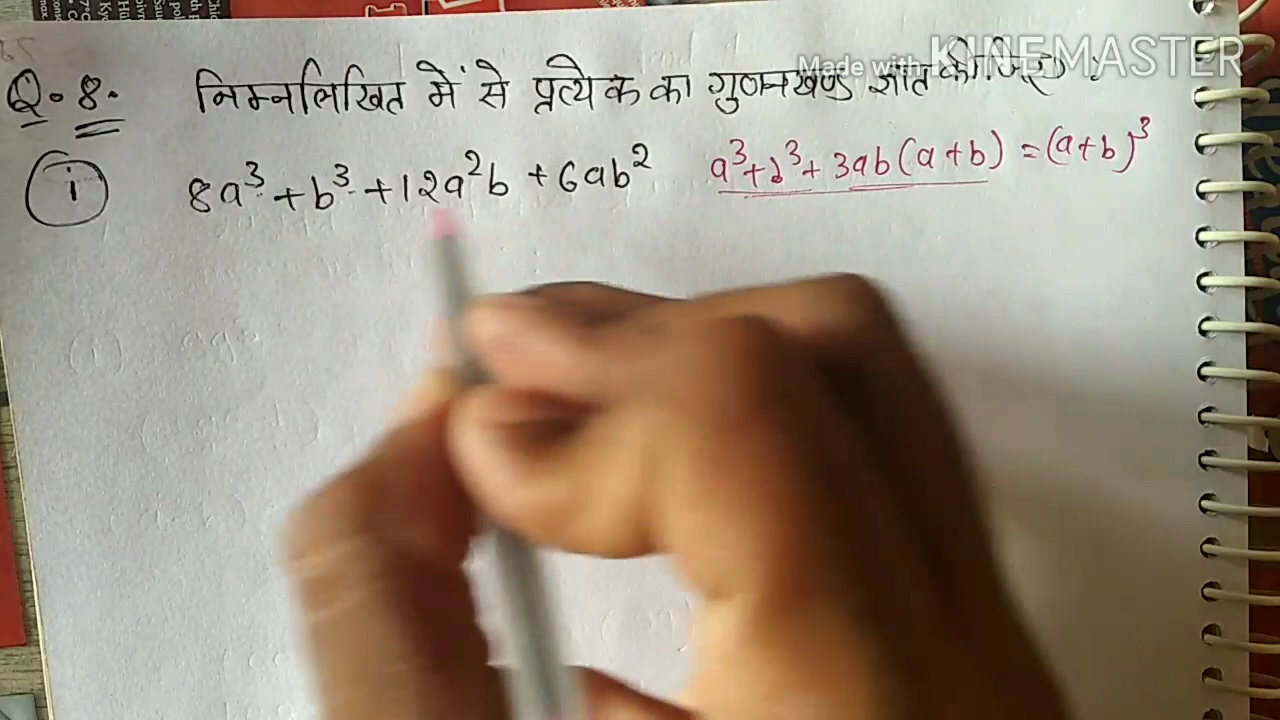 Made with KINEMASTER
Q.8. निम्नलिखित में से प्रत्येक का गुणनखण्ड ज्ञात कीजिए :
i 8a³ + b³ + 12a²b + 6ab² a³ + b³ + 3ab(a + b) = (a + b)³